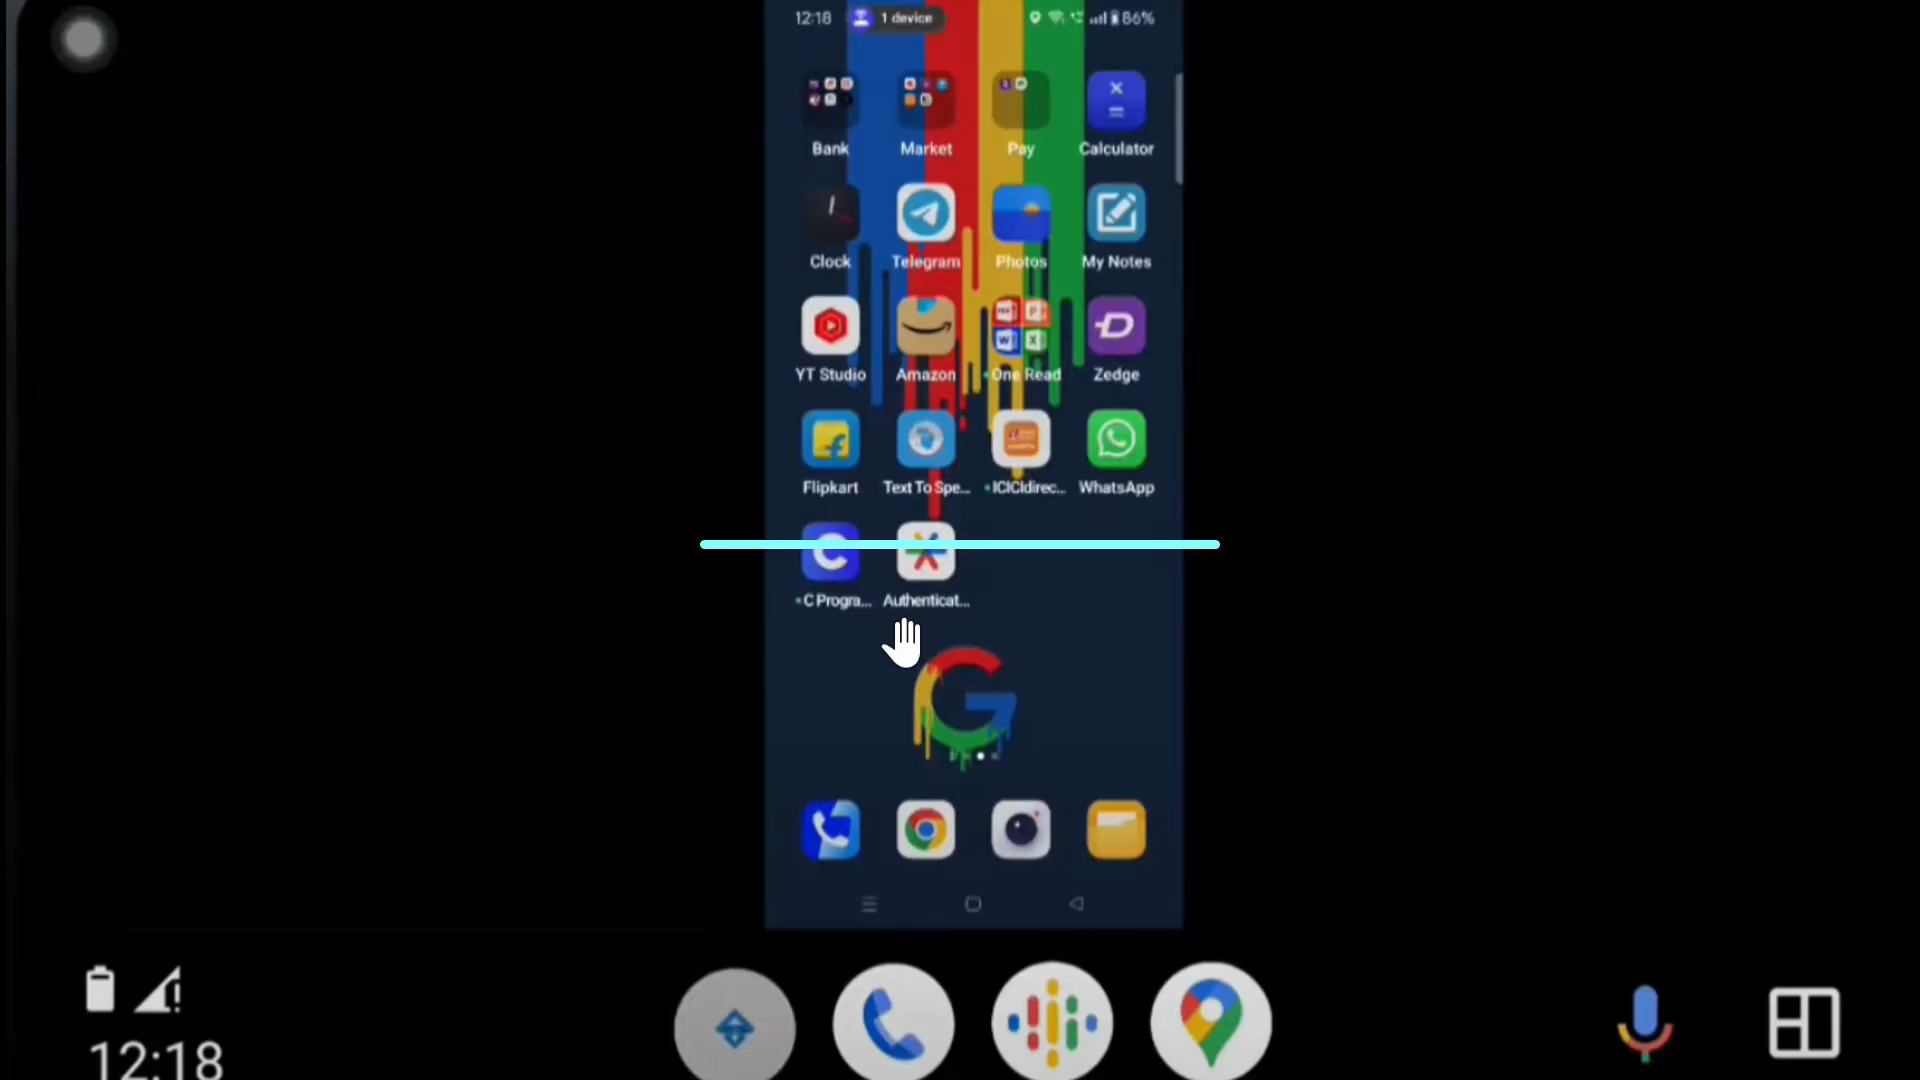 12:18 1 device 86%
Bank Market Pay Calculator
Clock Telegram Photos My Notes
YT Studio Amazon One Read Zedge
Flipkart Text To Spe... ICICIdirec... WhatsApp
C Progra... Authenticat...
12:18